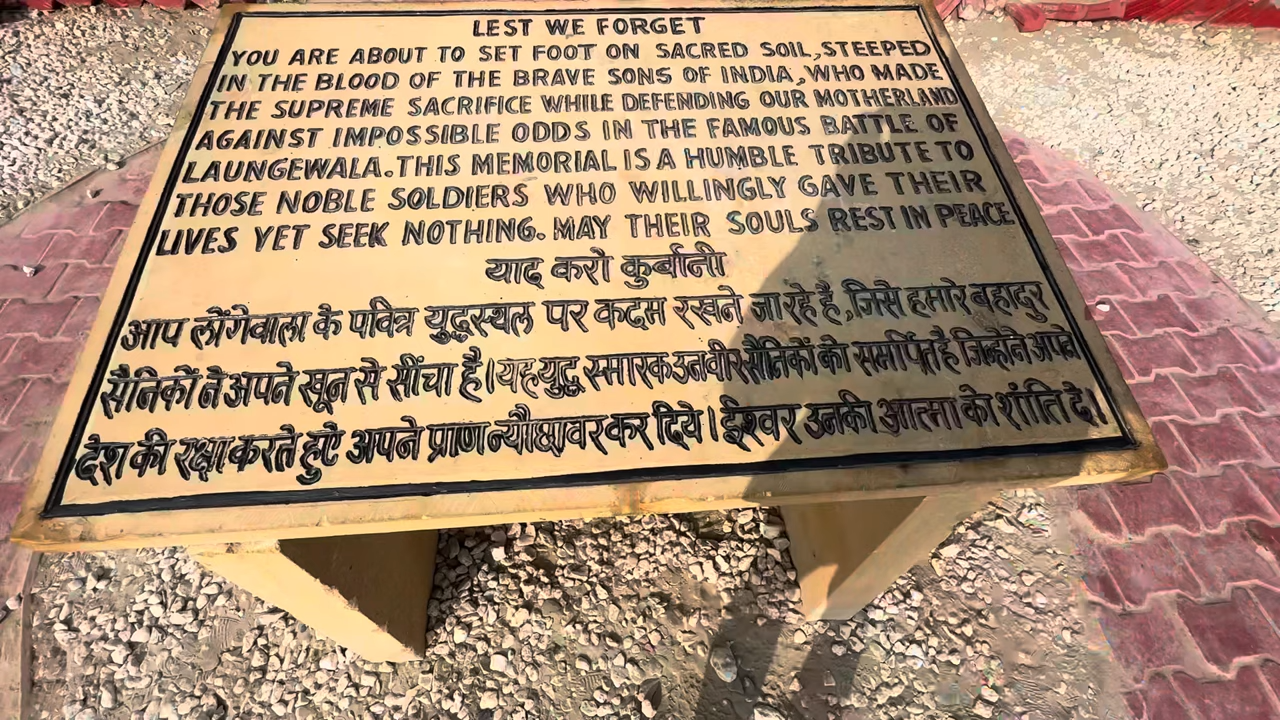 LEST WE FORGET
YOU ARE ABOUT TO SET FOOT ON SACRED SOIL, STEEPED
IN THE BLOOD OF THE BRAVE SONS OF INDIA, WHO MADE
THE SUPREME SACRIFICE WHILE DEFENDING OUR MOTHERLAND
AGAINST IMPOSSIBLE ODDS IN THE FAMOUS BATTLE OF
LAUNGEWALA. THIS MEMORIAL IS A HUMBLE TRIBUTE TO
THOSE NOBLE SOLDIERS WHO WILLINGLY GAVE THEIR
LIVES YET SEEK NOTHING. MAY THEIR SOULS REST IN PEACE
याद करो कुर्बानी
आप लोंगेवाला के पवित्र युद्धस्थल पर कदम रखने जा रहे है, जिसे हमारे बहादुर
सैनिकों ने अपने खून से सींचा है। यह युद्ध स्मारक उन वीर सैनिकों को समर्पित है जिन्होने अपने
देश की रक्षा करते हुऐ अपने प्राण न्यौछावर कर दिये। ईश्वर उनकी आत्मा को शांति दे।